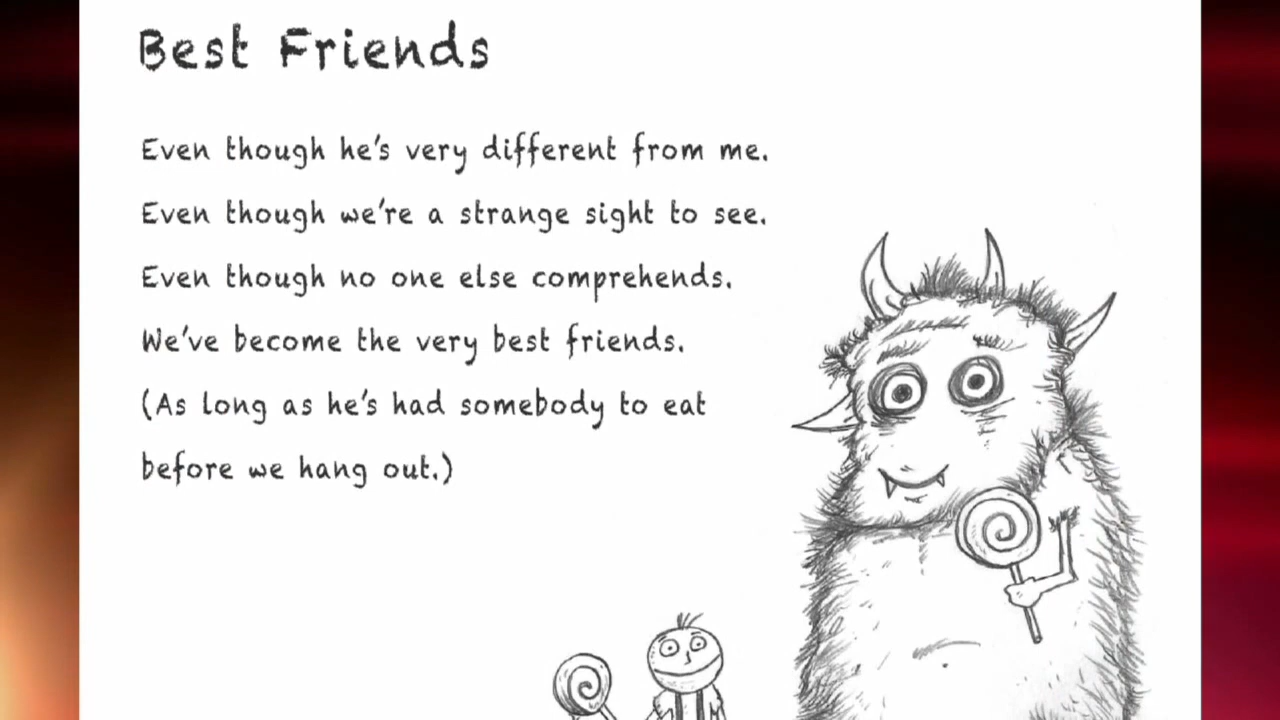 Best Friends
Even though he's very different from me.
Even though we're a strange sight to see.
Even though no one else comprehends.
We've become the very best friends.
(As long as he's had somebody to eat
before we hang out.)